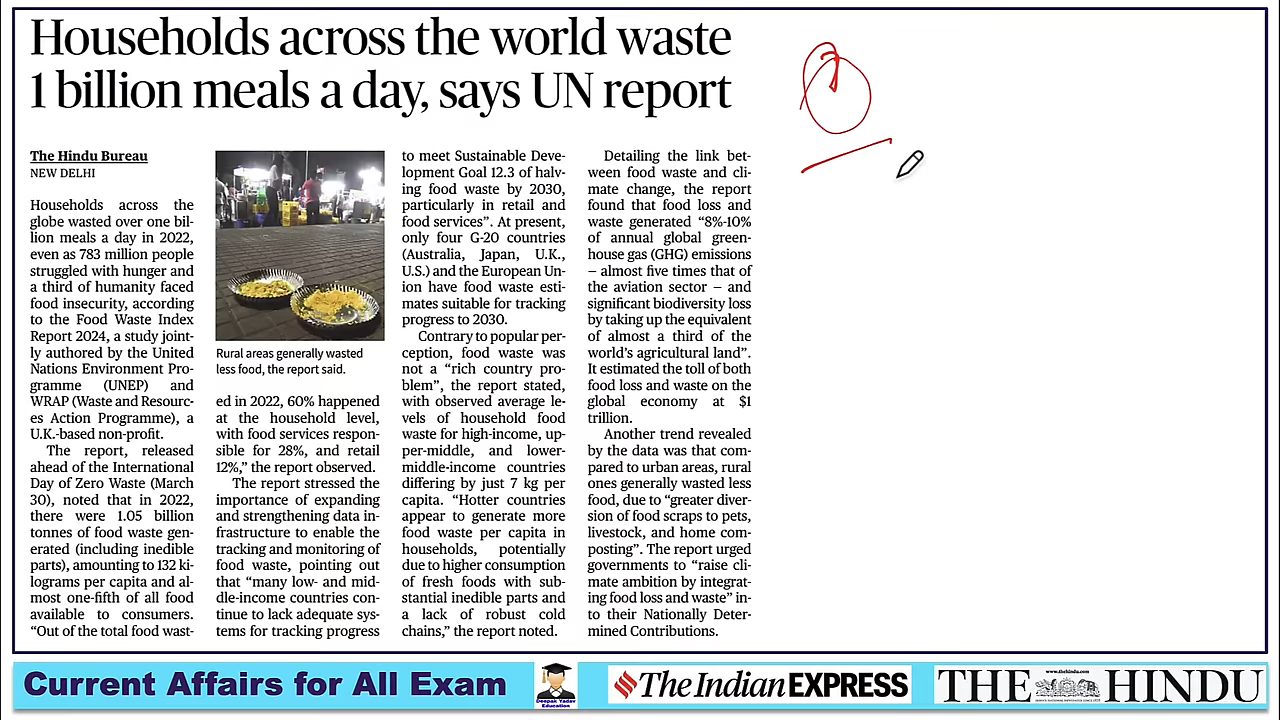 Households across the world waste
1 billion meals a day, says UN report
The Hindu Bureau
NEW DELHI
Households across the
globe wasted over one bil-
lion meals a day in 2022,
even as 783 million people
struggled with hunger and
a third of humanity faced
food insecurity, according
to the Food Waste Index
Report 2024, a study joint-
ly authored by the United
Nations Environment Pro-
gramme (UNEP) and
WRAP (Waste and Resourc-
es Action Programme), a
U.K.-based non-profit.
The report, released
ahead of the International
Day of Zero Waste (March
30), noted that in 2022,
there were 1.05 billion
tonnes of food waste gen-
erated (including inedible
parts), amounting to 132 ki-
lograms per capita and al-
most one-fifth of all food
available to consumers.
“Out of the total food wast-
Rural areas generally wasted
less food, the report said.
ed in 2022, 60% happened
at the household level,
with food services respon-
sible for 28%, and retail
12%,” the report observed.
The report stressed the
importance of expanding
and strengthening data in-
frastructure to enable the
tracking and monitoring of
food waste, pointing out
that “many low- and mid-
dle-income countries con-
tinue to lack adequate sys-
tems for tracking progress
to meet Sustainable Deve-
lopment Goal 12.3 of halv-
ing food waste by 2030,
particularly in retail and
food services”. At present,
only four G-20 countries
(Australia, Japan, U.K.,
U.S.) and the European Un-
ion have food waste esti-
mates suitable for tracking
progress to 2030.
Contrary to popular per-
ception, food waste was
not a “rich country pro-
blem”, the report stated,
with observed average le-
vels of household food
waste for high-income, up-
per-middle, and lower-
middle-income countries
differing by just 7 kg per
capita. “Hotter countries
appear to generate more
food waste per capita in
households, potentially
due to higher consumption
of fresh foods with sub-
stantial inedible parts and
a lack of robust cold
chains,” the report noted.
Detailing the link bet-
ween food waste and cli-
mate change, the report
found that food loss and
waste generated “8%-10%
of annual global green-
house gas (GHG) emissions
– almost five times that of
the aviation sector – and
significant biodiversity loss
by taking up the equivalent
of almost a third of the
world’s agricultural land”.
It estimated the toll of both
food loss and waste on the
global economy at $1
trillion.
Another trend revealed
by the data was that com-
pared to urban areas, rural
ones generally wasted less
food, due to “greater diver-
sion of food scraps to pets,
livestock, and home com-
posting”. The report urged
governments to “raise cli-
mate ambition by integrat-
ing food loss and waste” in-
to their Nationally Deter-
mined Contributions.
Current Affairs for All Exam
Deepak Yadav
Education
The Indian EXPRESS
www.thehindu.com
THE HINDU